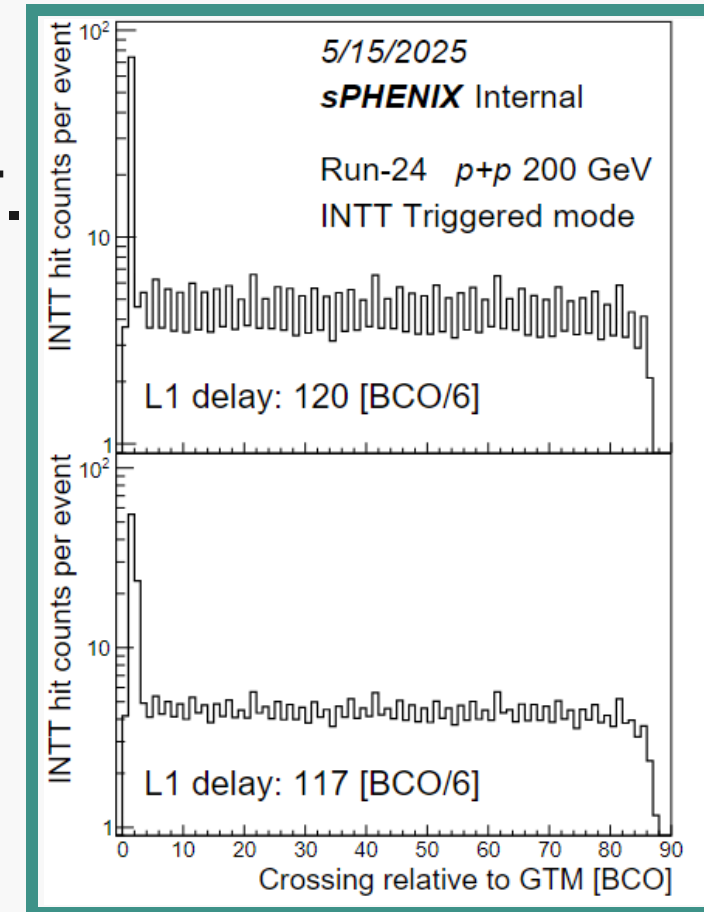 10²
INTT hit counts per event
10
1
5/15/2025
sPHENIX Internal
Run-24 p+p 200 GeV
INTT Triggered mode
L1 delay: 120 [BCO/6]
10²
INTT hit counts per event
10
1
L1 delay: 117 [BCO/6]
0 10 20 30 40 50 60 70 80 90
Crossing relative to GTM [BCO]